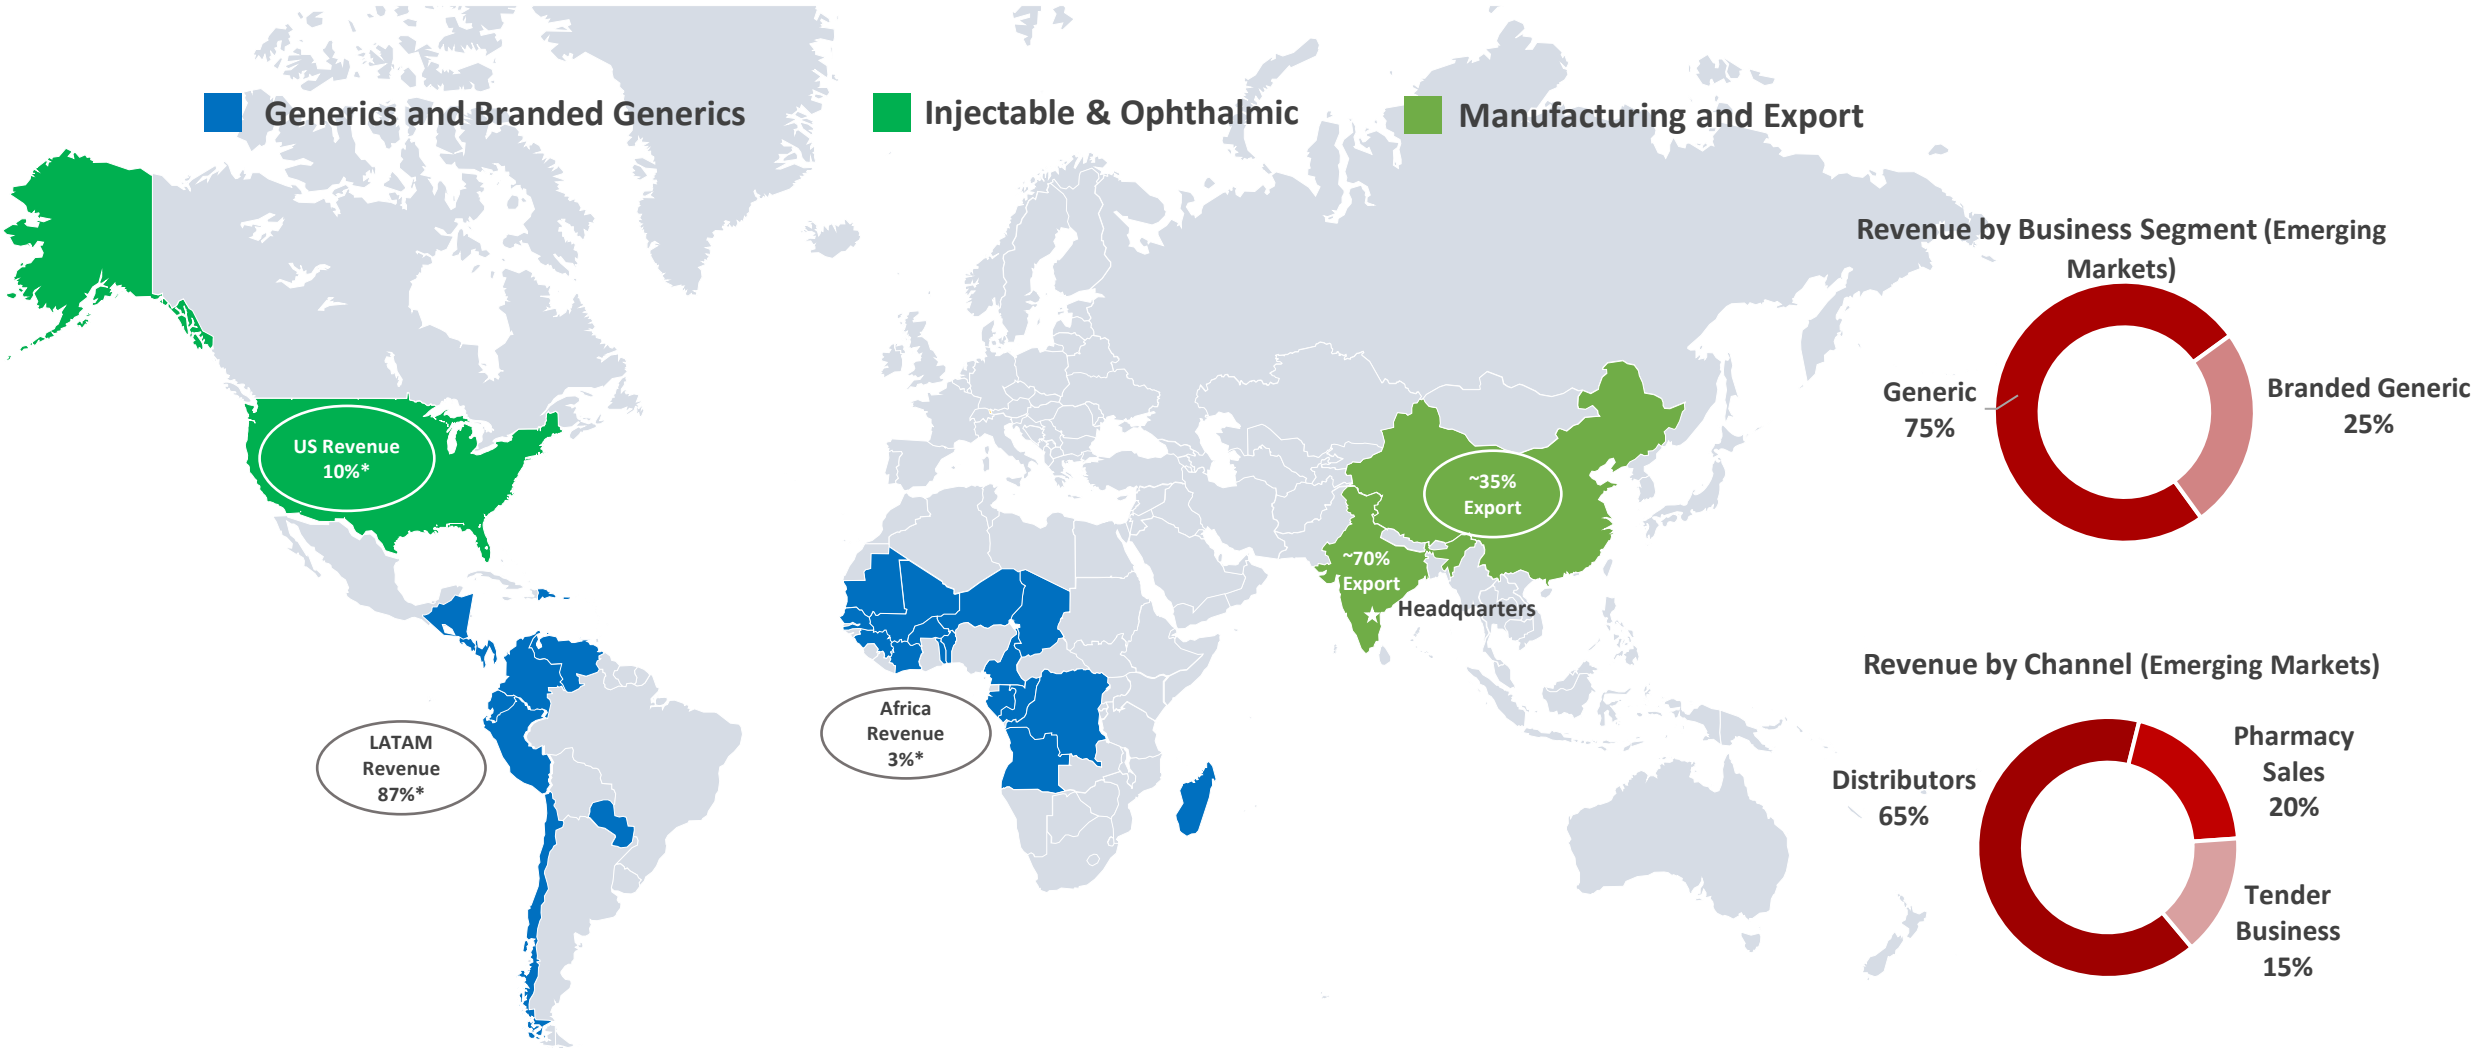 Generics and Branded Generics
Injectable & Ophthalmic
Manufacturing and Export
US Revenue
10%*
LATAM
Revenue
87%*
Africa
Revenue
3%*
~35%
Export
~70%
Export
Headquarters
Revenue by Business Segment (Emerging
Markets)
Generic
75%
Branded Generic
25%
Revenue by Channel (Emerging Markets)
Distributors
65%
Pharmacy
Sales
20%
Tender
Business
15%